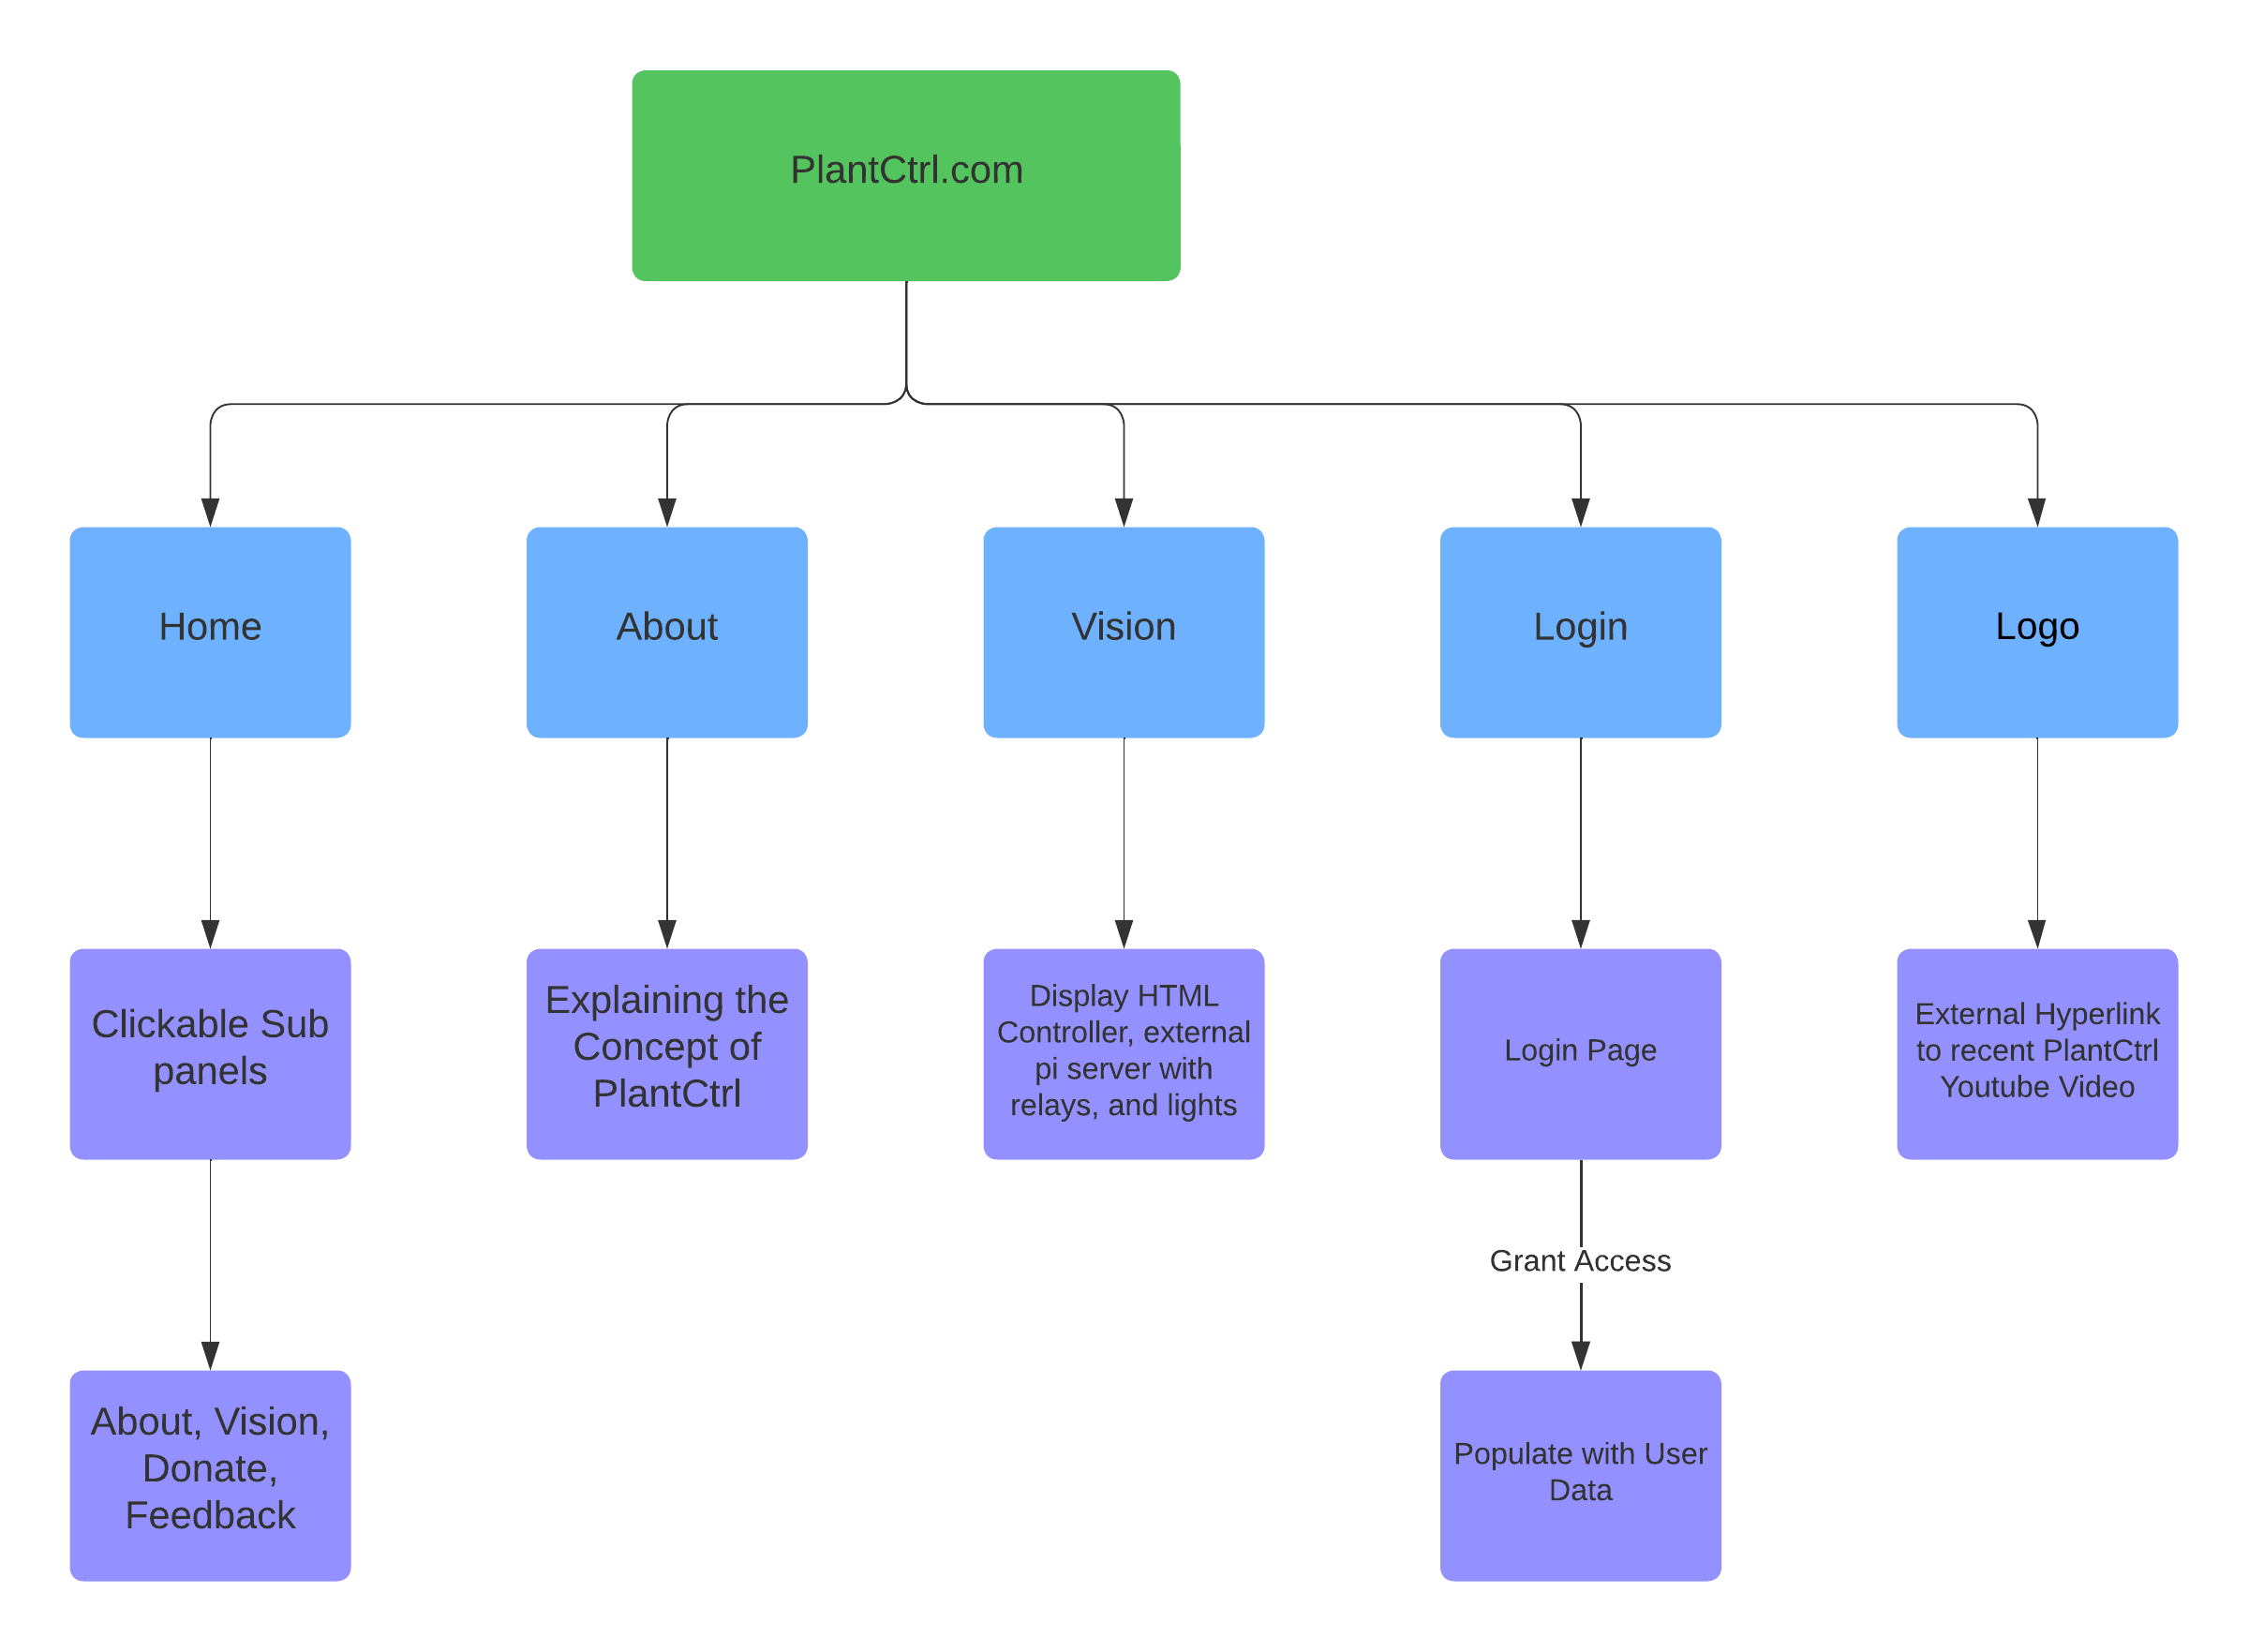 PlantCtrl.com
Home
About
Vision
Login
Logo
Clickable Sub
panels
Explaining the
Concept of
PlantCtrl
Display HTML
Controller, external
pi server with
relays, and lights
Login Page
External Hyperlink
to recent PlantCtrl
Youtube Video
Grant Access
About, Vision,
Donate,
Feedback
Populate with User
Data